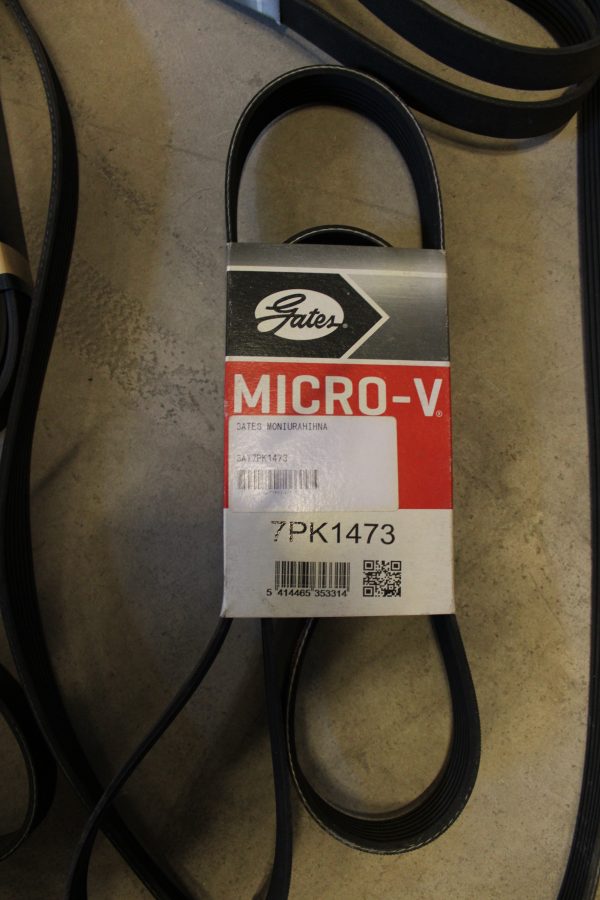 Gates®
MICRO-V®
GATES MONIURAHIHNA
GAT7PK1473
7PK1473
5 414465 353314